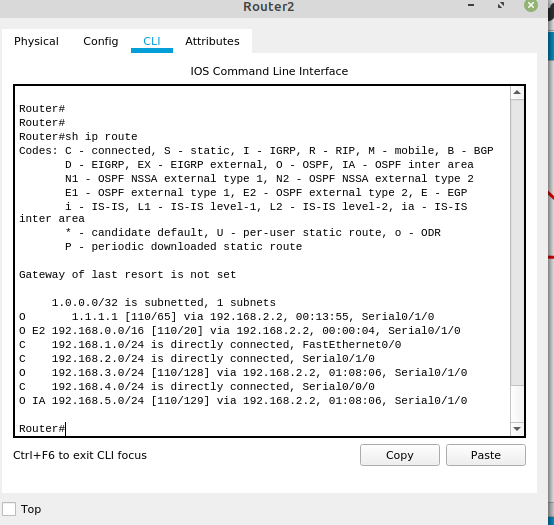 Router2
Physical Config CLI Attributes
IOS Command Line Interface
Router#
Router#
Router#sh ip route
Codes: C - connected, S - static, I - IGRP, R - RIP, M - mobile, B - BGP
       D - EIGRP, EX - EIGRP external, O - OSPF, IA - OSPF inter area
       N1 - OSPF NSSA external type 1, N2 - OSPF NSSA external type 2
       E1 - OSPF external type 1, E2 - OSPF external type 2, E - EGP
       i - IS-IS, L1 - IS-IS level-1, L2 - IS-IS level-2, ia - IS-IS
inter area
       * - candidate default, U - per-user static route, o - ODR
       P - periodic downloaded static route
Gateway of last resort is not set
     1.0.0.0/32 is subnetted, 1 subnets
O       1.1.1.1 [110/65] via 192.168.2.2, 00:13:55, Serial0/1/0
O E2 192.168.0.0/16 [110/20] via 192.168.2.2, 00:00:04, Serial0/1/0
C    192.168.1.0/24 is directly connected, FastEthernet0/0
C    192.168.2.0/24 is directly connected, Serial0/1/0
O    192.168.3.0/24 [110/128] via 192.168.2.2, 01:08:06, Serial0/1/0
C    192.168.4.0/24 is directly connected, Serial0/0/0
O IA 192.168.5.0/24 [110/129] via 192.168.2.2, 01:08:06, Serial0/1/0
Router#
Ctrl+F6 to exit CLI focus
Copy Paste
Top